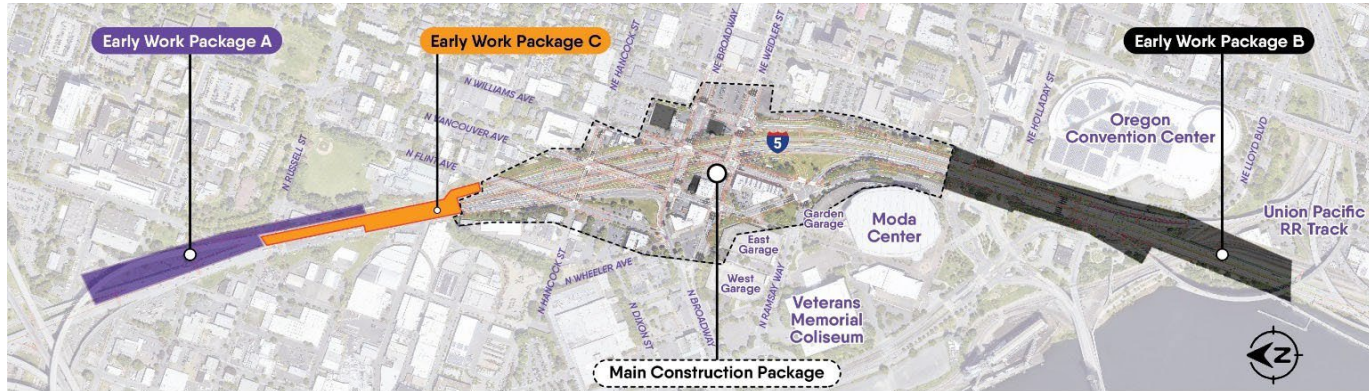 Early Work Package A
Early Work Package C
Early Work Package B
NE HANCOCK ST
NE BROADWAY
NE WEIDLER ST
N WILLIAMS AVE
N VANCOUVER AVE
N FLINT AVE
N RUSSELL ST
5
NE HOLLADAY ST
Oregon
Convention Center
NE LLOYD BLVD
Union Pacific
RR Track
Moda
Center
Garden
Garage
East
Garage
West
Garage
N HANCOCK ST
N WHEELER AVE
N DIXON ST
N BROADWAY
N RAMSAY WAY
Veterans
Memorial
Coliseum
Main Construction Package
Z